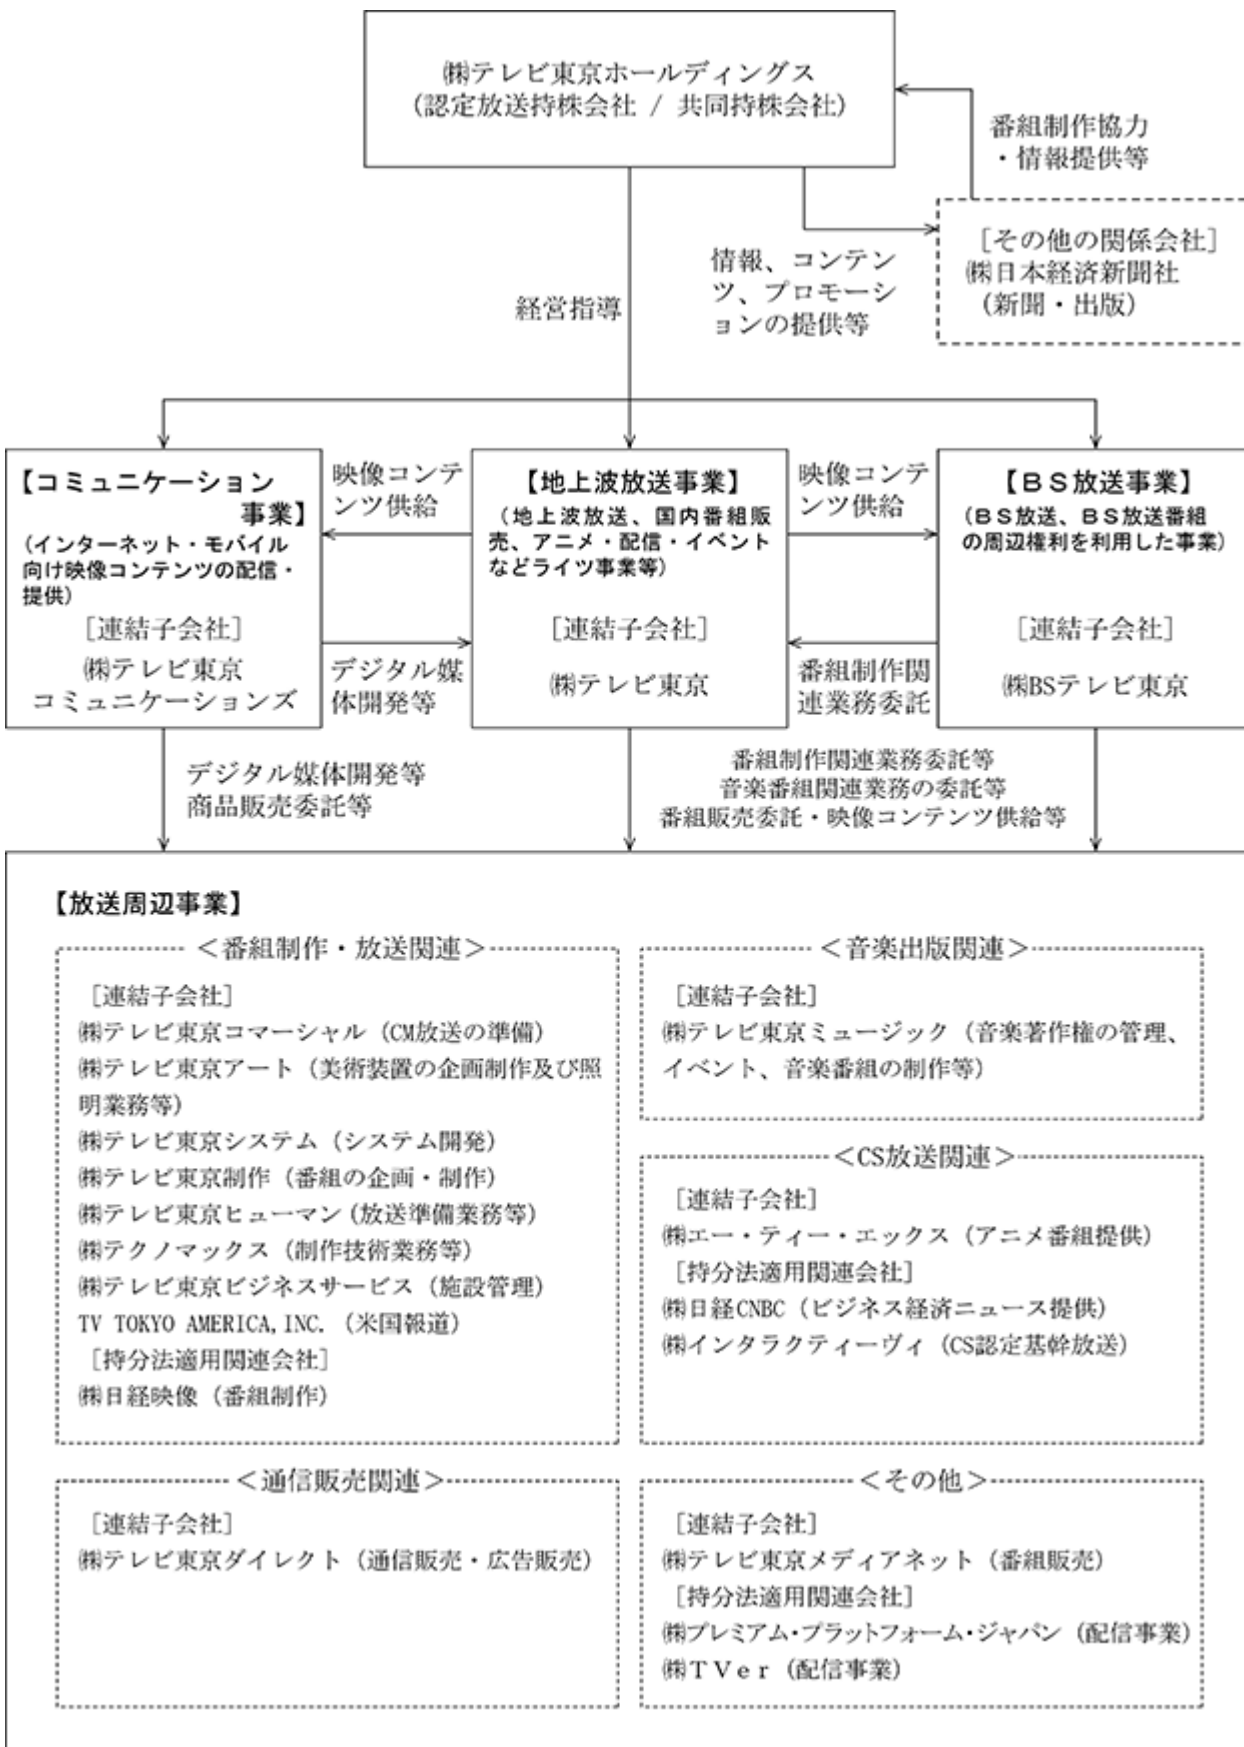 ㈱テレビ東京ホールディングス
(認定放送持株会社 / 共同持株会社)
番組制作協力
・情報提供等
[その他の関係会社]
㈱日本経済新聞社
(新聞・出版)
情報、コンテン
ツ、プロモーシ
ョンの提供等
経営指導
【コミュニケーション
事業】
(インターネット・モバイル
向け映像コンテンツの配信・
提供)
[連結子会社]
㈱テレビ東京
コミュニケーションズ
映像コンテ
ンツ供給
デジタル媒
体開発等
【地上波放送事業】
(地上波放送、国内番組販
売、アニメ・配信・イベント
などライツ事業等)
[連結子会社]
㈱テレビ東京
映像コンテ
ンツ供給
番組制作関
連業務委託
【BS放送事業】
(BS放送、BS放送番組
の周辺権利を利用した事業)
[連結子会社]
㈱BSテレビ東京
デジタル媒体開発等
商品販売委託等
番組制作関連業務委託等
音楽番組関連業務の委託等
番組販売委託・映像コンテンツ供給等
【放送周辺事業】
<番組制作・放送関連>
[連結子会社]
㈱テレビ東京コマーシャル (CM放送の準備)
㈱テレビ東京アート (美術装置の企画制作及び照
明業務等)
㈱テレビ東京システム (システム開発)
㈱テレビ東京制作 (番組の企画・制作)
㈱テレビ東京ヒューマン (放送準備業務等)
㈱テクノマックス (制作技術業務等)
㈱テレビ東京ビジネスサービス (施設管理)
TV TOKYO AMERICA,INC. (米国報道)
[持分法適用関連会社]
㈱日経映像 (番組制作)
<音楽出版関連>
[連結子会社]
㈱テレビ東京ミュージック (音楽著作権の管理、
イベント、音楽番組の制作等)
<CS放送関連>
[連結子会社]
㈱エー・ティー・エックス (アニメ番組提供)
[持分法適用関連会社]
㈱日経CNBC (ビジネス経済ニュース提供)
㈱インタラクティーヴィ (CS認定基幹放送)
<通信販売関連>
[連結子会社]
㈱テレビ東京ダイレクト (通信販売・広告販売)
<その他>
[連結子会社]
㈱テレビ東京メディアネット (番組販売)
[持分法適用関連会社]
㈱プレミアム・プラットフォーム・ジャパン (配信事業)
㈱TVer (配信事業)